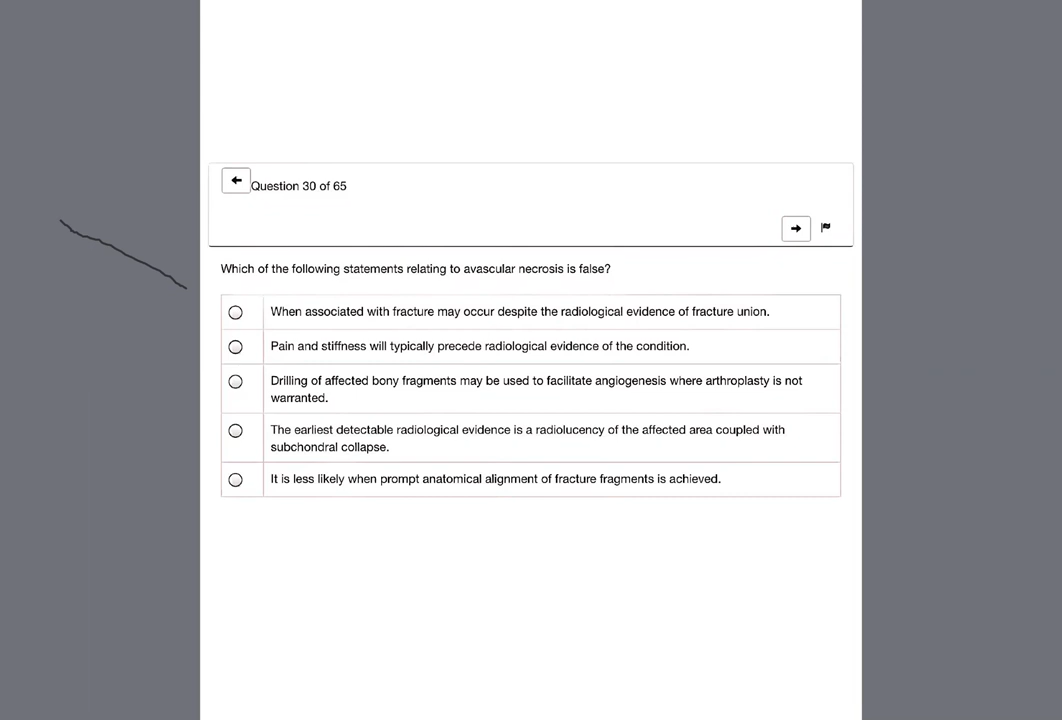 Question 30 of 65
Which of the following statements relating to avascular necrosis is false?
When associated with fracture may occur despite the radiological evidence of fracture union.
Pain and stiffness will typically precede radiological evidence of the condition.
Drilling of affected bony fragments may be used to facilitate angiogenesis where arthroplasty is not
warranted.
The earliest detectable radiological evidence is a radiolucency of the affected area coupled with
subchondral collapse.
It is less likely when prompt anatomical alignment of fracture fragments is achieved.